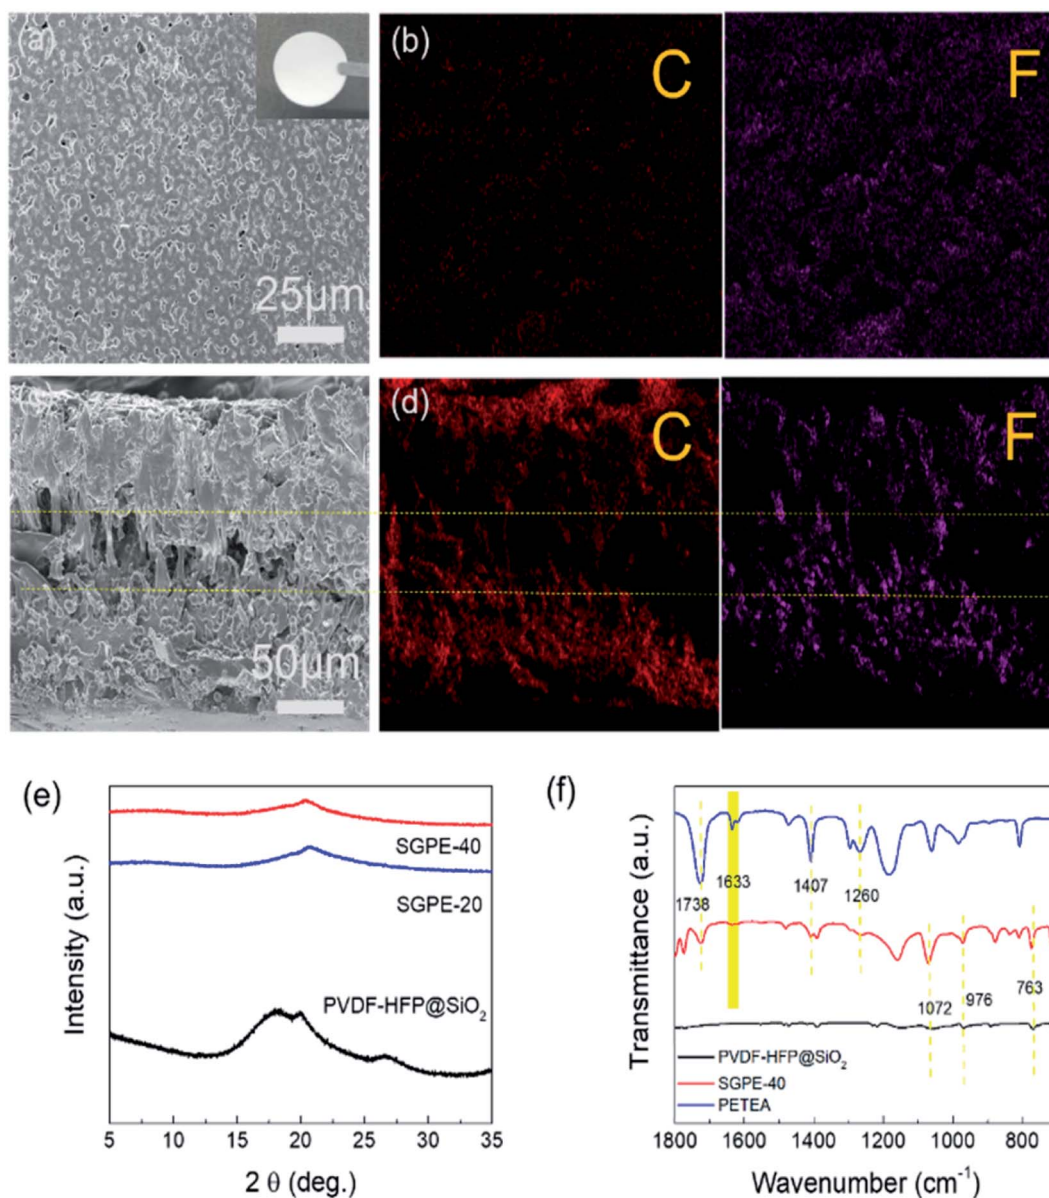 (a)
25μm
(b)
C
F
50μm
(d)
C
F
(e)
Intensity (a.u.)
SGPE-40
SGPE-20
PVDF-HFP@SiO₂
5 10 15 20 25 30 35
2 θ (deg.)
(f)
Transmittance (a.u.)
1738
1633
1407
1260
1072
976
763
PVDF-HFP@SiO₂
SGPE-40
PETEA
1800 1600 1400 1200 1000 800
Wavenumber (cm⁻¹)